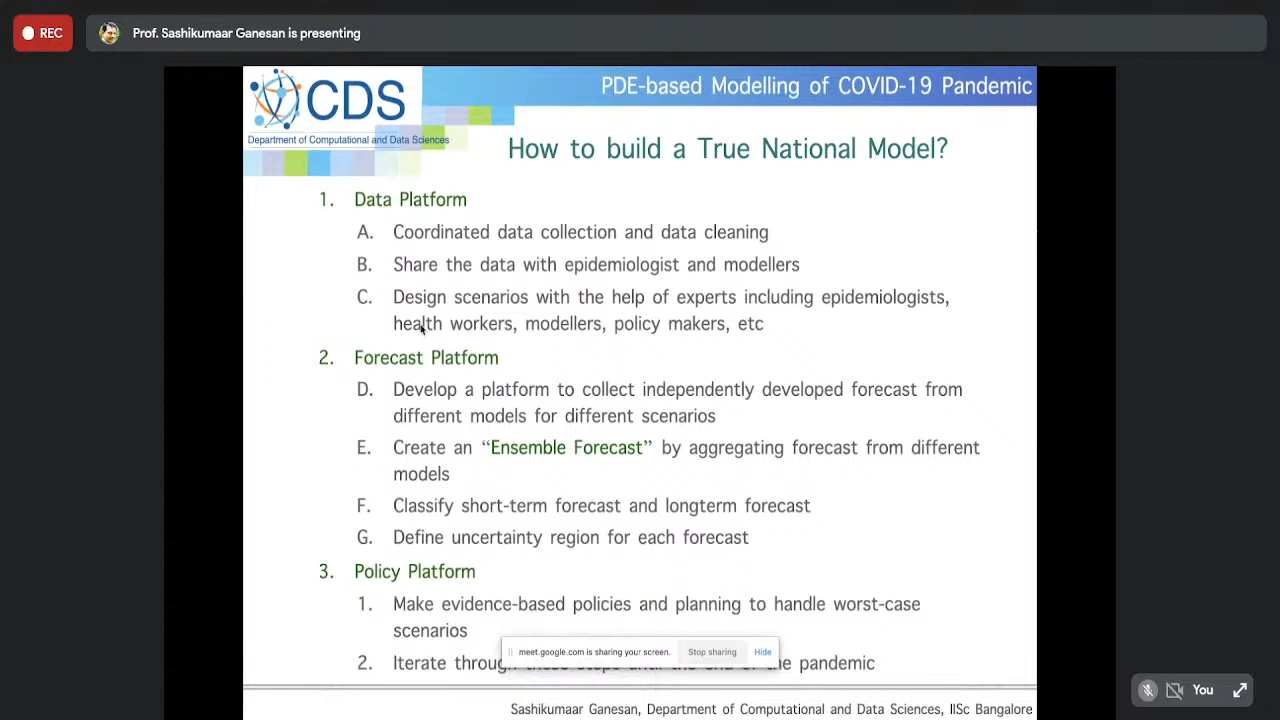 REC
Prof. Sashikumaar Ganesan is presenting
CDS
Department of Computational and Data Sciences
PDE-based Modelling of COVID-19 Pandemic
How to build a True National Model?
1. Data Platform
A. Coordinated data collection and data cleaning
B. Share the data with epidemiologist and modellers
C. Design scenarios with the help of experts including epidemiologists,
health workers, modellers, policy makers, etc
2. Forecast Platform
D. Develop a platform to collect independently developed forecast from
different models for different scenarios
E. Create an “Ensemble Forecast” by aggregating forecast from different
models
F. Classify short-term forecast and longterm forecast
G. Define uncertainty region for each forecast
3. Policy Platform
1. Make evidence-based policies and planning to handle worst-case
scenarios
meet.google.com is sharing your screen. Stop sharing Hide
2. Iterate through these steps until the end of the pandemic
You
Sashikumaar Ganesan, Department of Computational and Data Sciences, IISc Bangalore